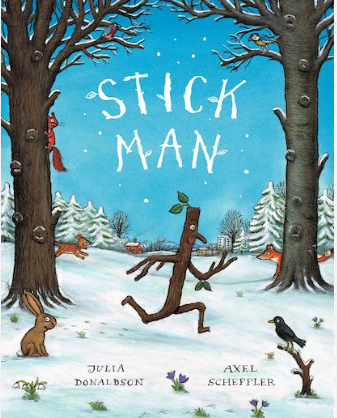 STICK
MAN
JULIA
DONALDSON
AXEL
SCHEFFLER